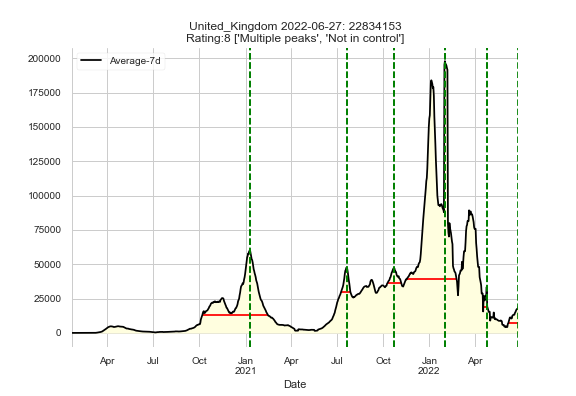 United_Kingdom 2022-06-27: 22834153
Rating:8 ['Multiple peaks', 'Not in control']
Average-7d
200000
175000
150000
125000
100000
75000
50000
25000
0
Apr Jul Oct Jan Apr Jul Oct Jan Apr
2021 2022
Date